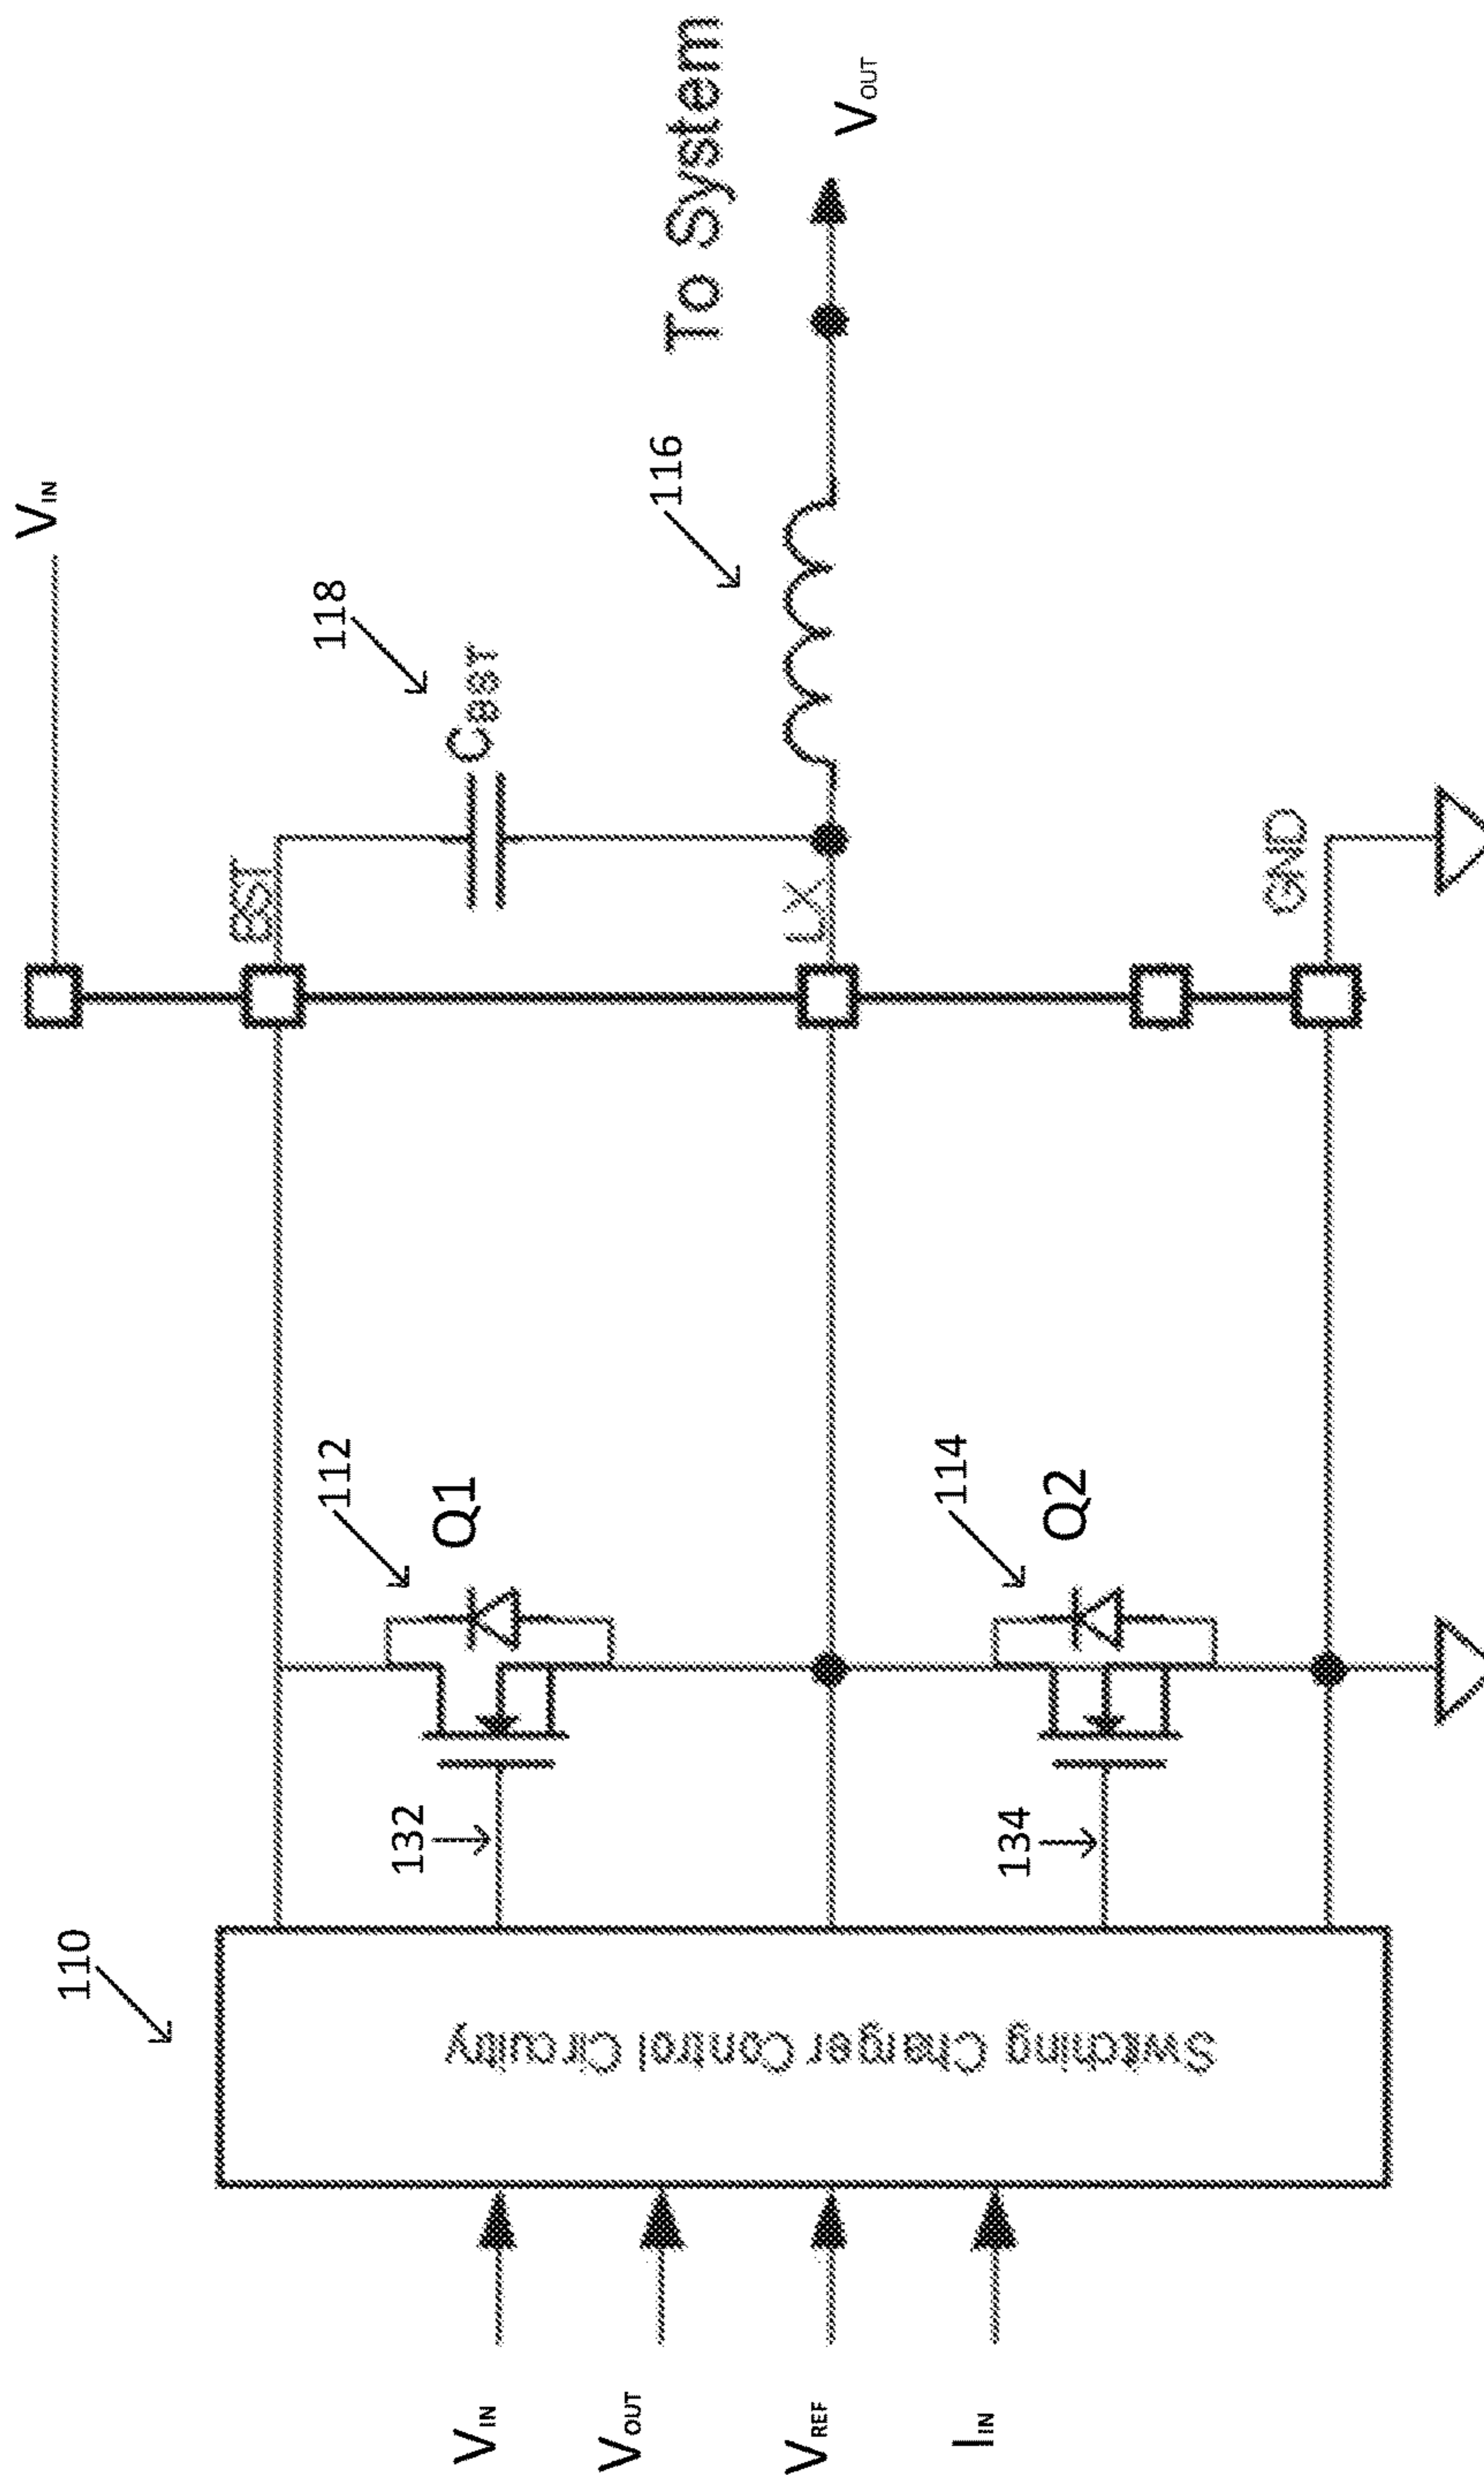 V_IN
BST
118
C_BST
116
To System
V_OUT
LX
GND
110
112
Q1
132
114
Q2
134
Switching Charger Control Circuitry
V_IN
V_OUT
V_REF
I_IN